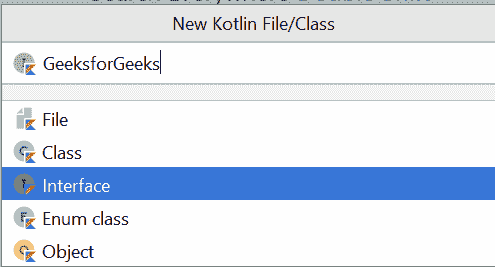 New Kotlin File/Class
GeeksforGeeks
File
Class
Interface
Enum class
Object